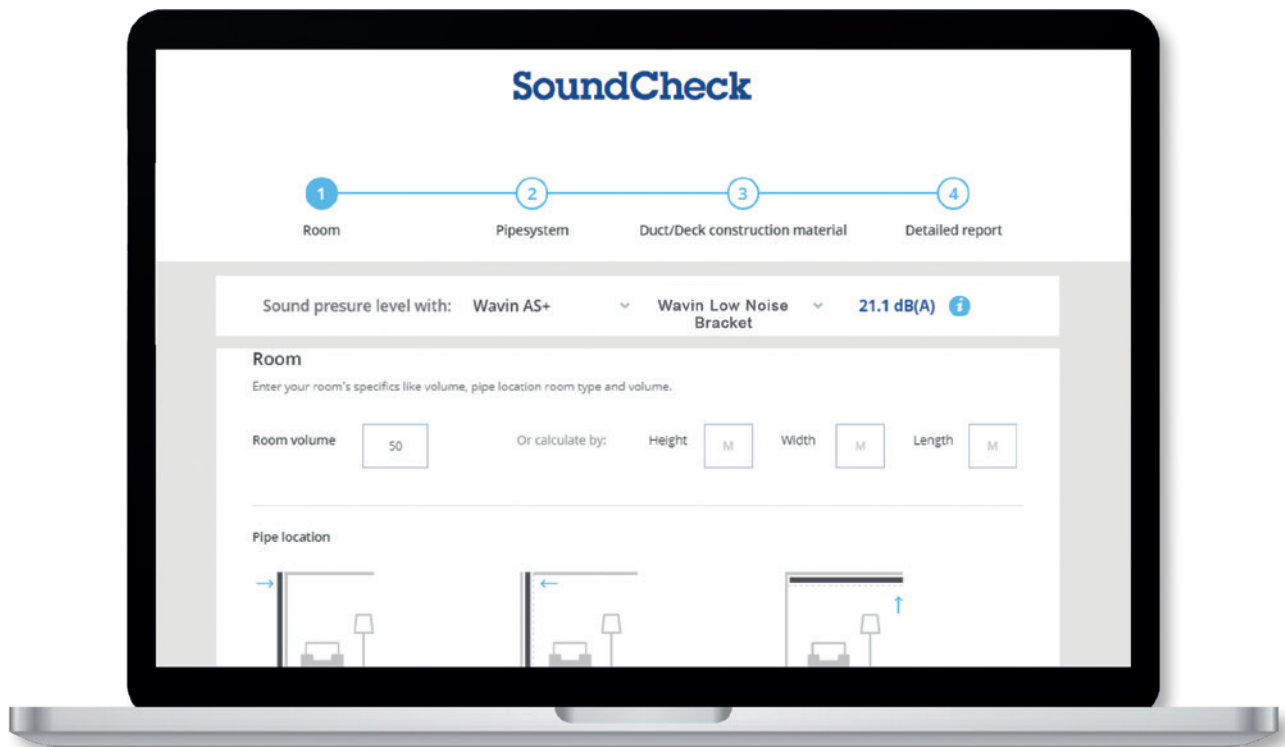 SoundCheck
1 2 3 4
Room Pipesystem Duct/Deck construction material Detailed report
Sound presure level with: Wavin AS+ Wavin Low Noise 21.1 dB(A) i
Bracket
Room
Enter your room's specifics like volume, pipe location room type and volume.
Room volume 50 Or calculate by: Height M Width M Length M
Pipe location